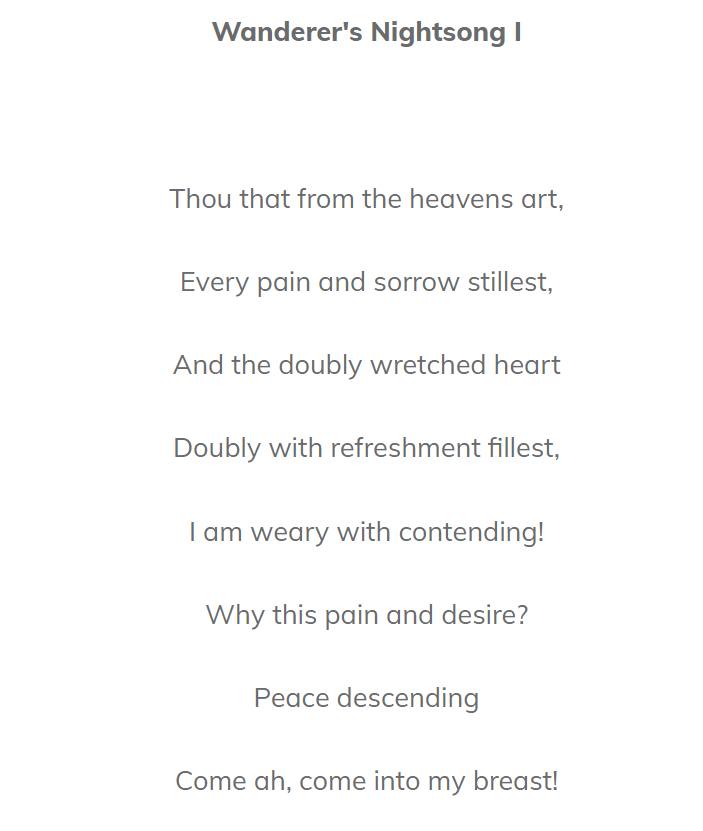 Wanderer's Nightsong I
Thou that from the heavens art,
Every pain and sorrow stillest,
And the doubly wretched heart
Doubly with refreshment fillest,
I am weary with contending!
Why this pain and desire?
Peace descending
Come ah, come into my breast!